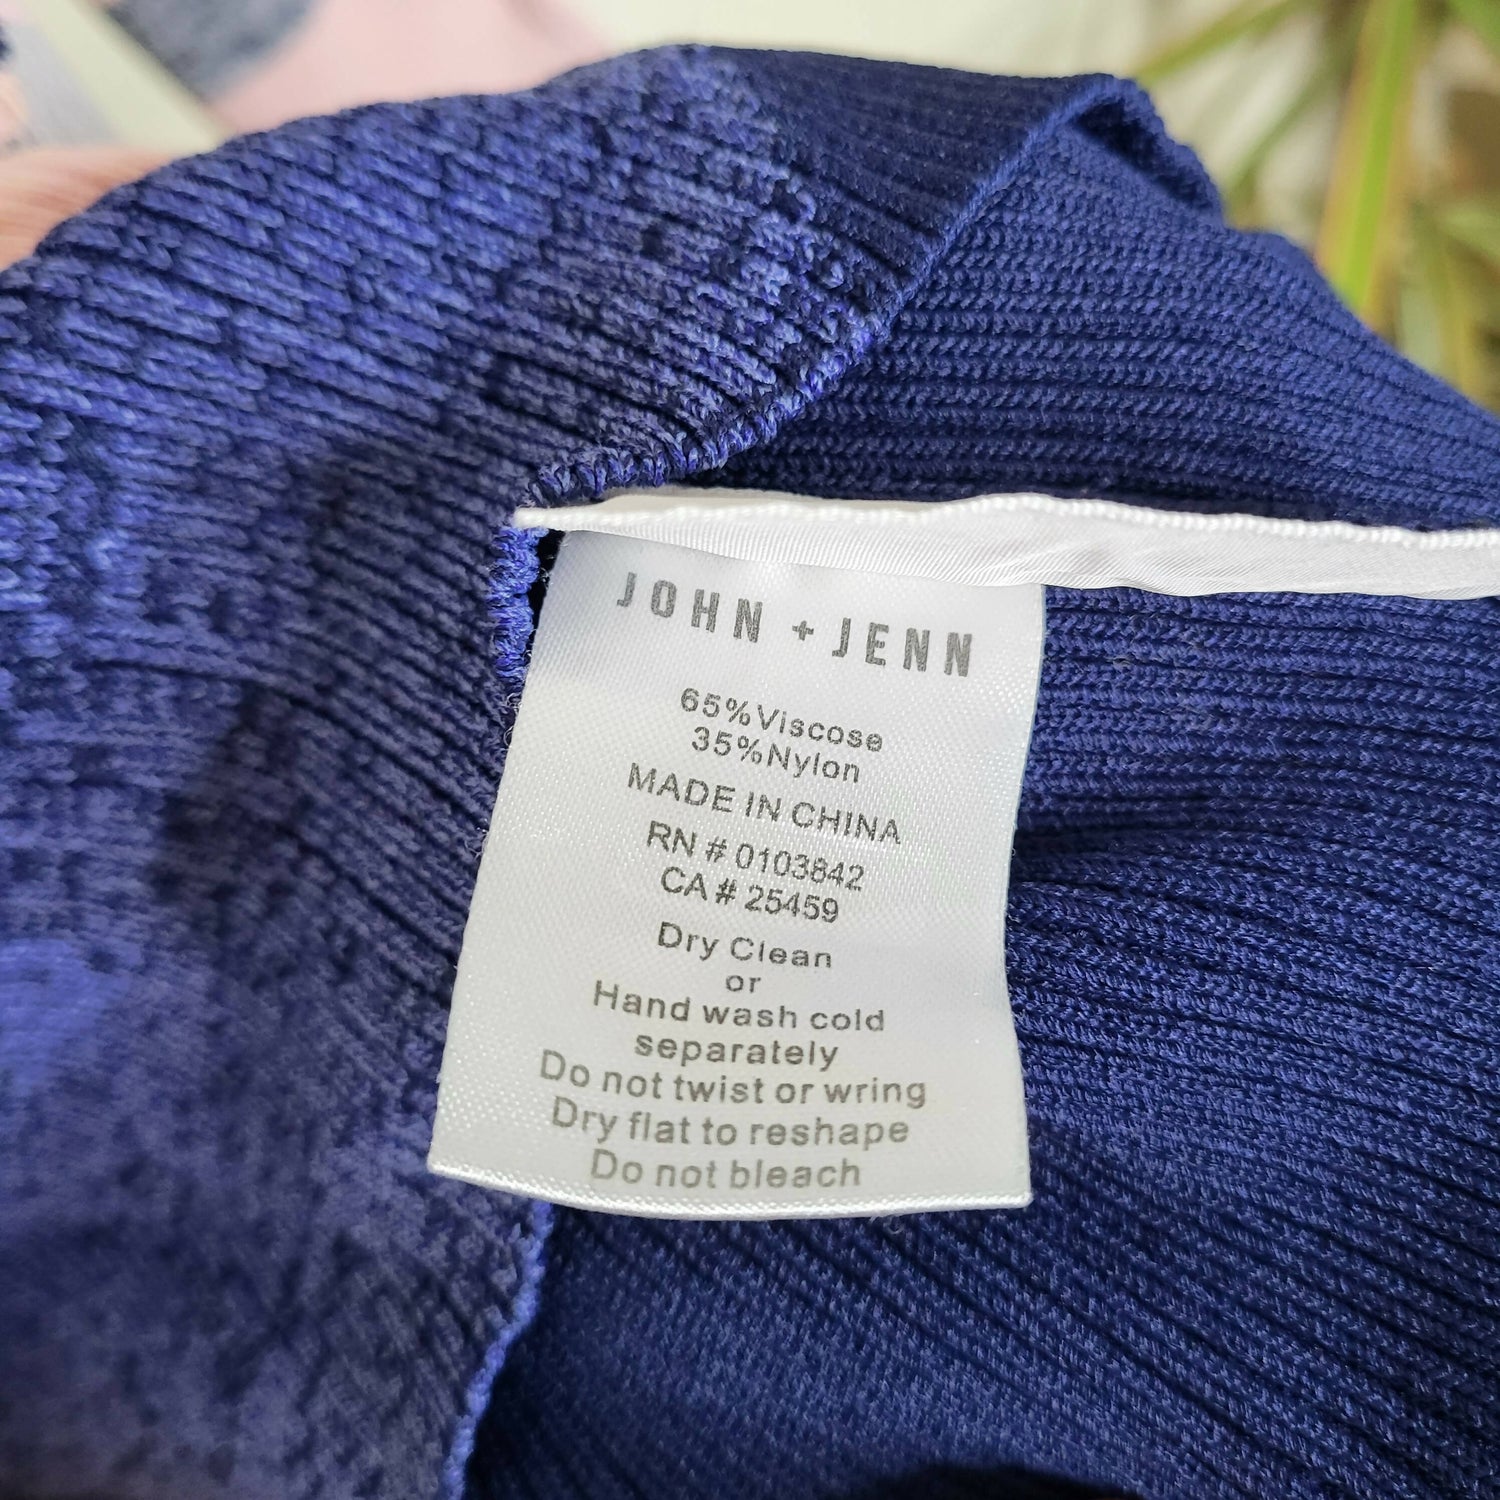 JOHN + JENN
65%Viscose
35%Nylon
MADE IN CHINA
RN # 0103842
CA # 25459
Dry Clean
or
Hand wash cold
separately
Do not twist or wring
Dry flat to reshape
Do not bleach